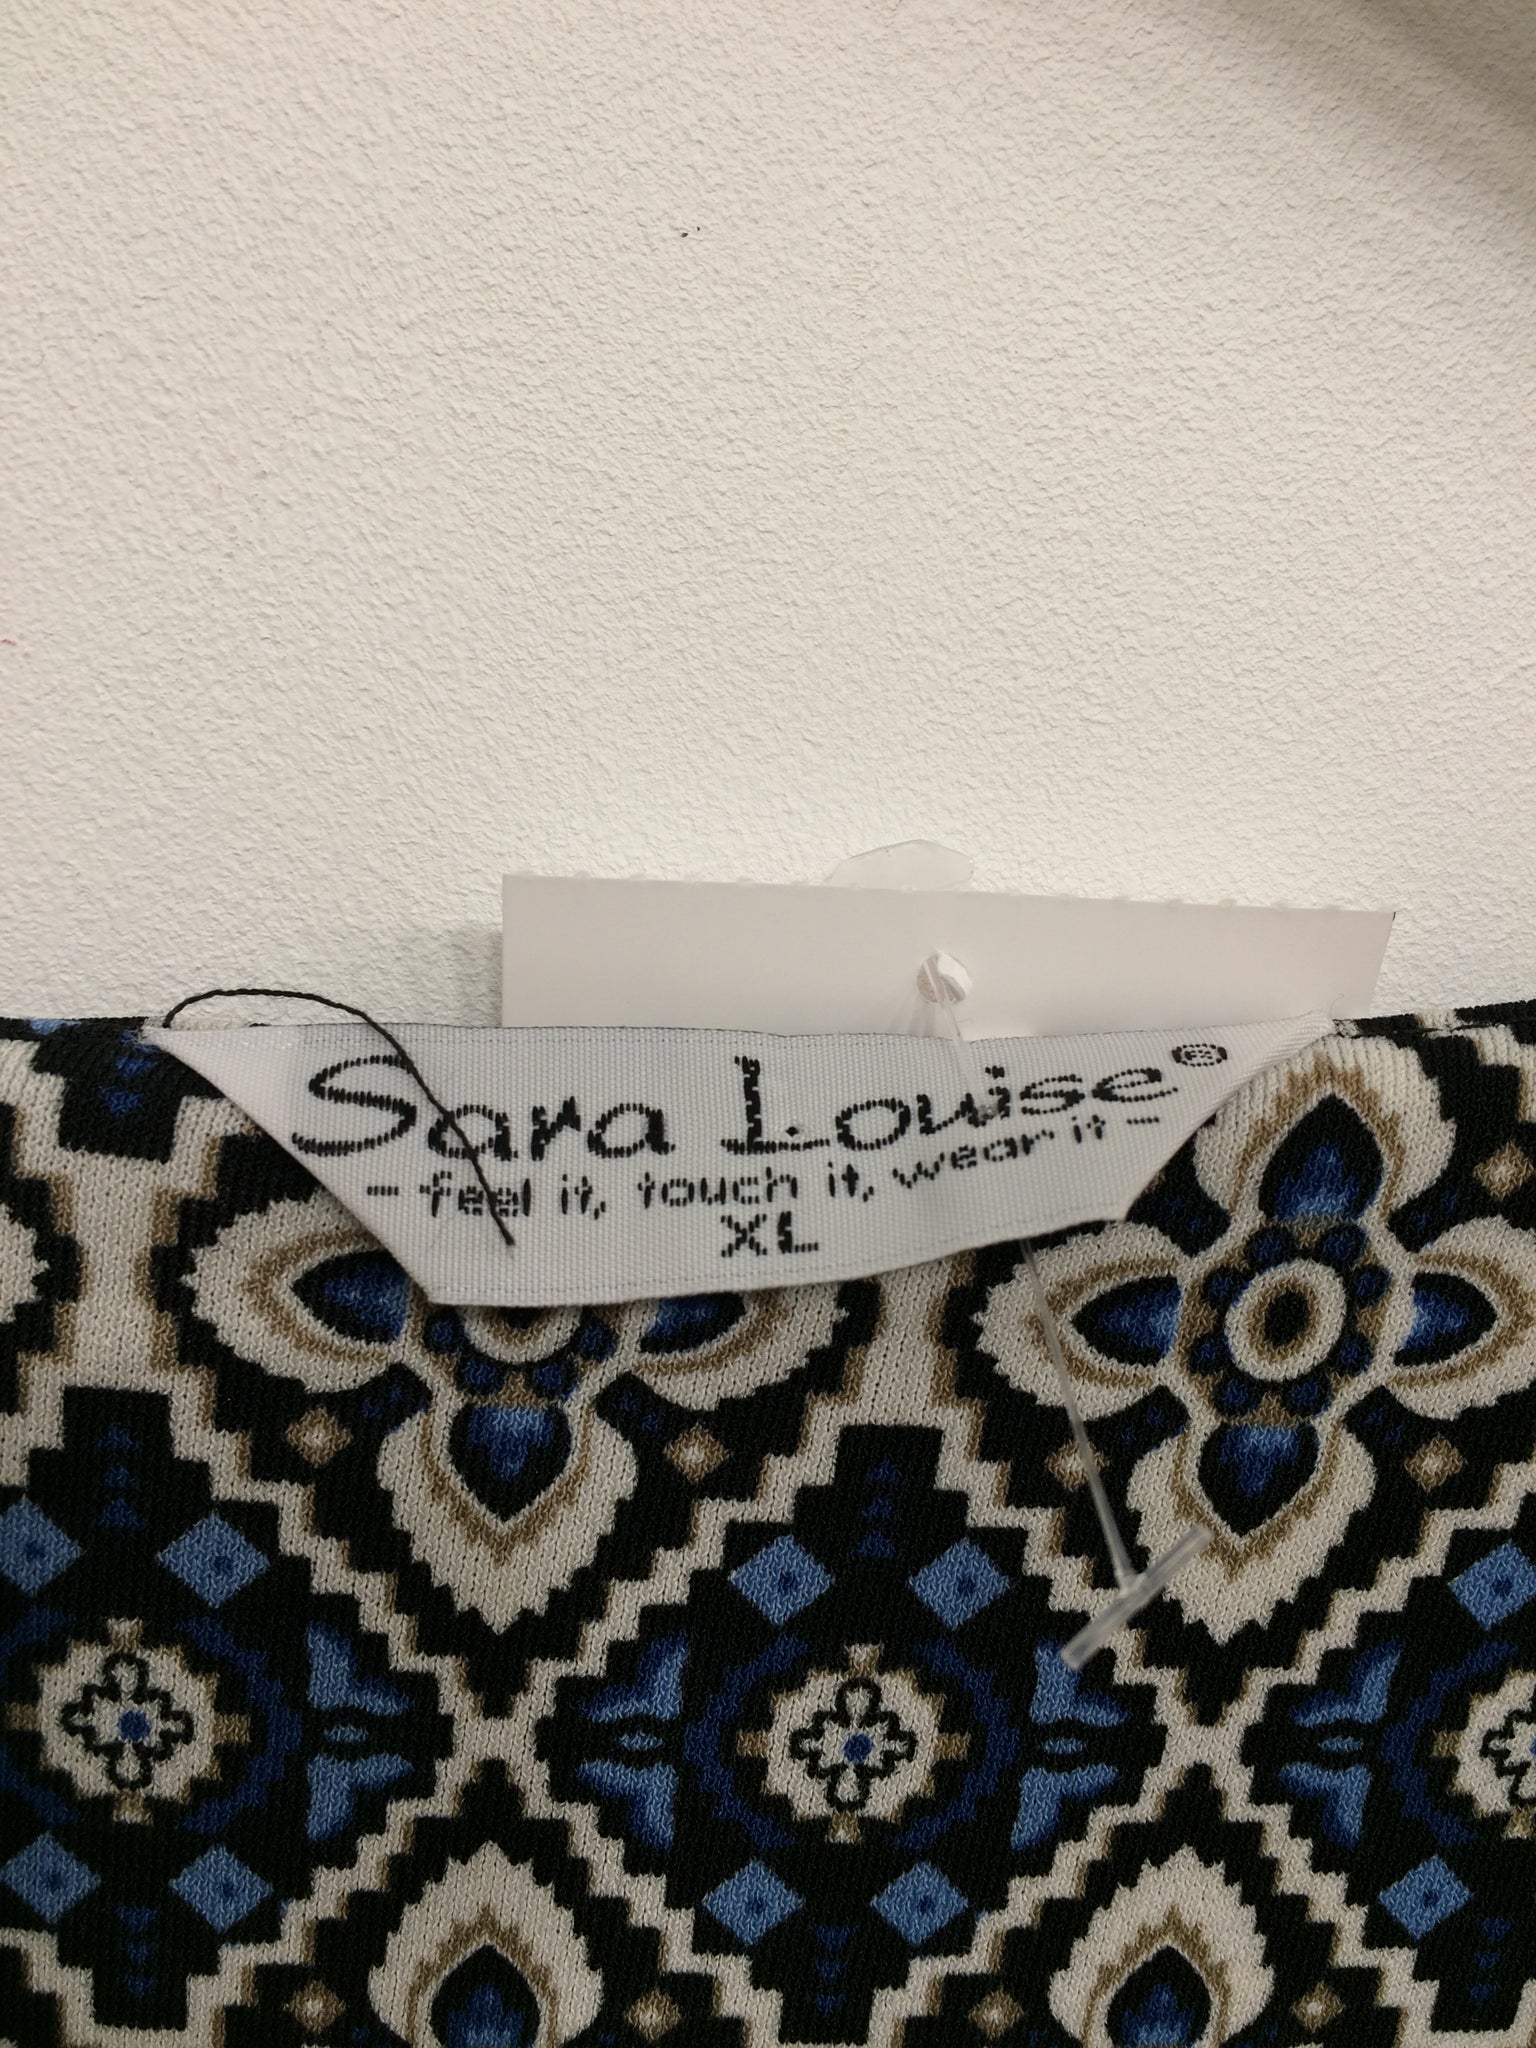 Sara Louise®
- feel it, touch it, wear it -
XL